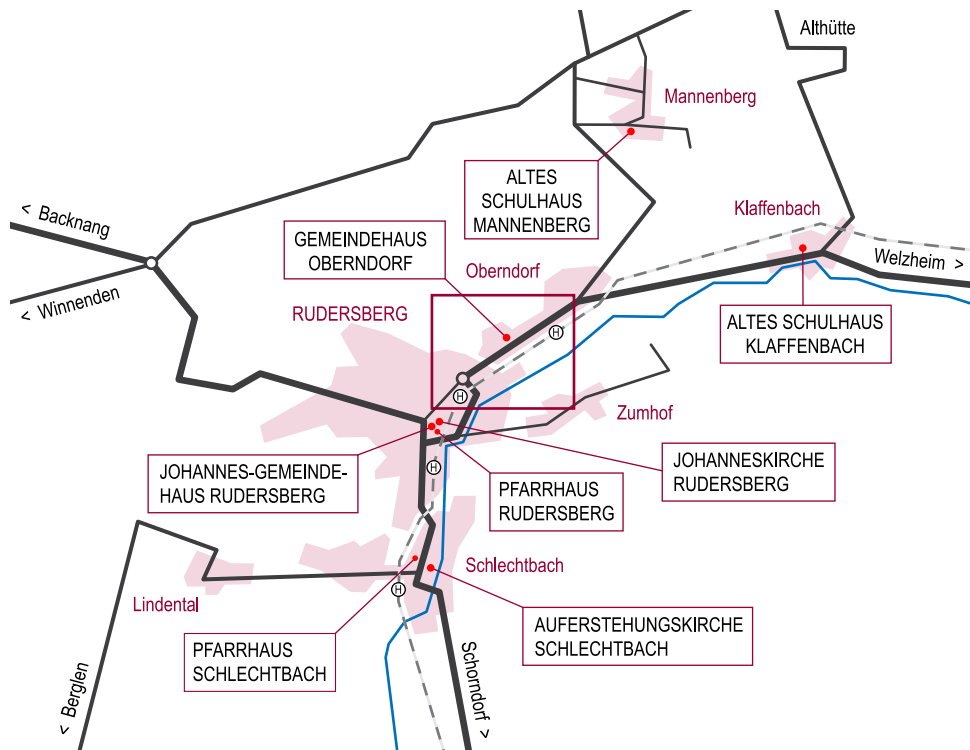 Althütte
Mannenberg
ALTES
SCHULHAUS
MANNENBERG
< Backnang
Klaffenbach
GEMEINDEHAUS
OBERNDORF
Oberndorf
Welzheim >
< Winnenden
RUDERSBERG
H
ALTES SCHULHAUS
KLAFFENBACH
H
Zumhof
JOHANNES-GEMEINDE-
HAUS RUDERSBERG
H
PFARRHAUS
RUDERSBERG
JOHANNESKIRCHE
RUDERSBERG
Schlechtbach
Lindental
H
PFARRHAUS
SCHLECHTBACH
AUFERSTEHUNGSKIRCHE
SCHLECHTBACH
< Berglen
Schorndorf >